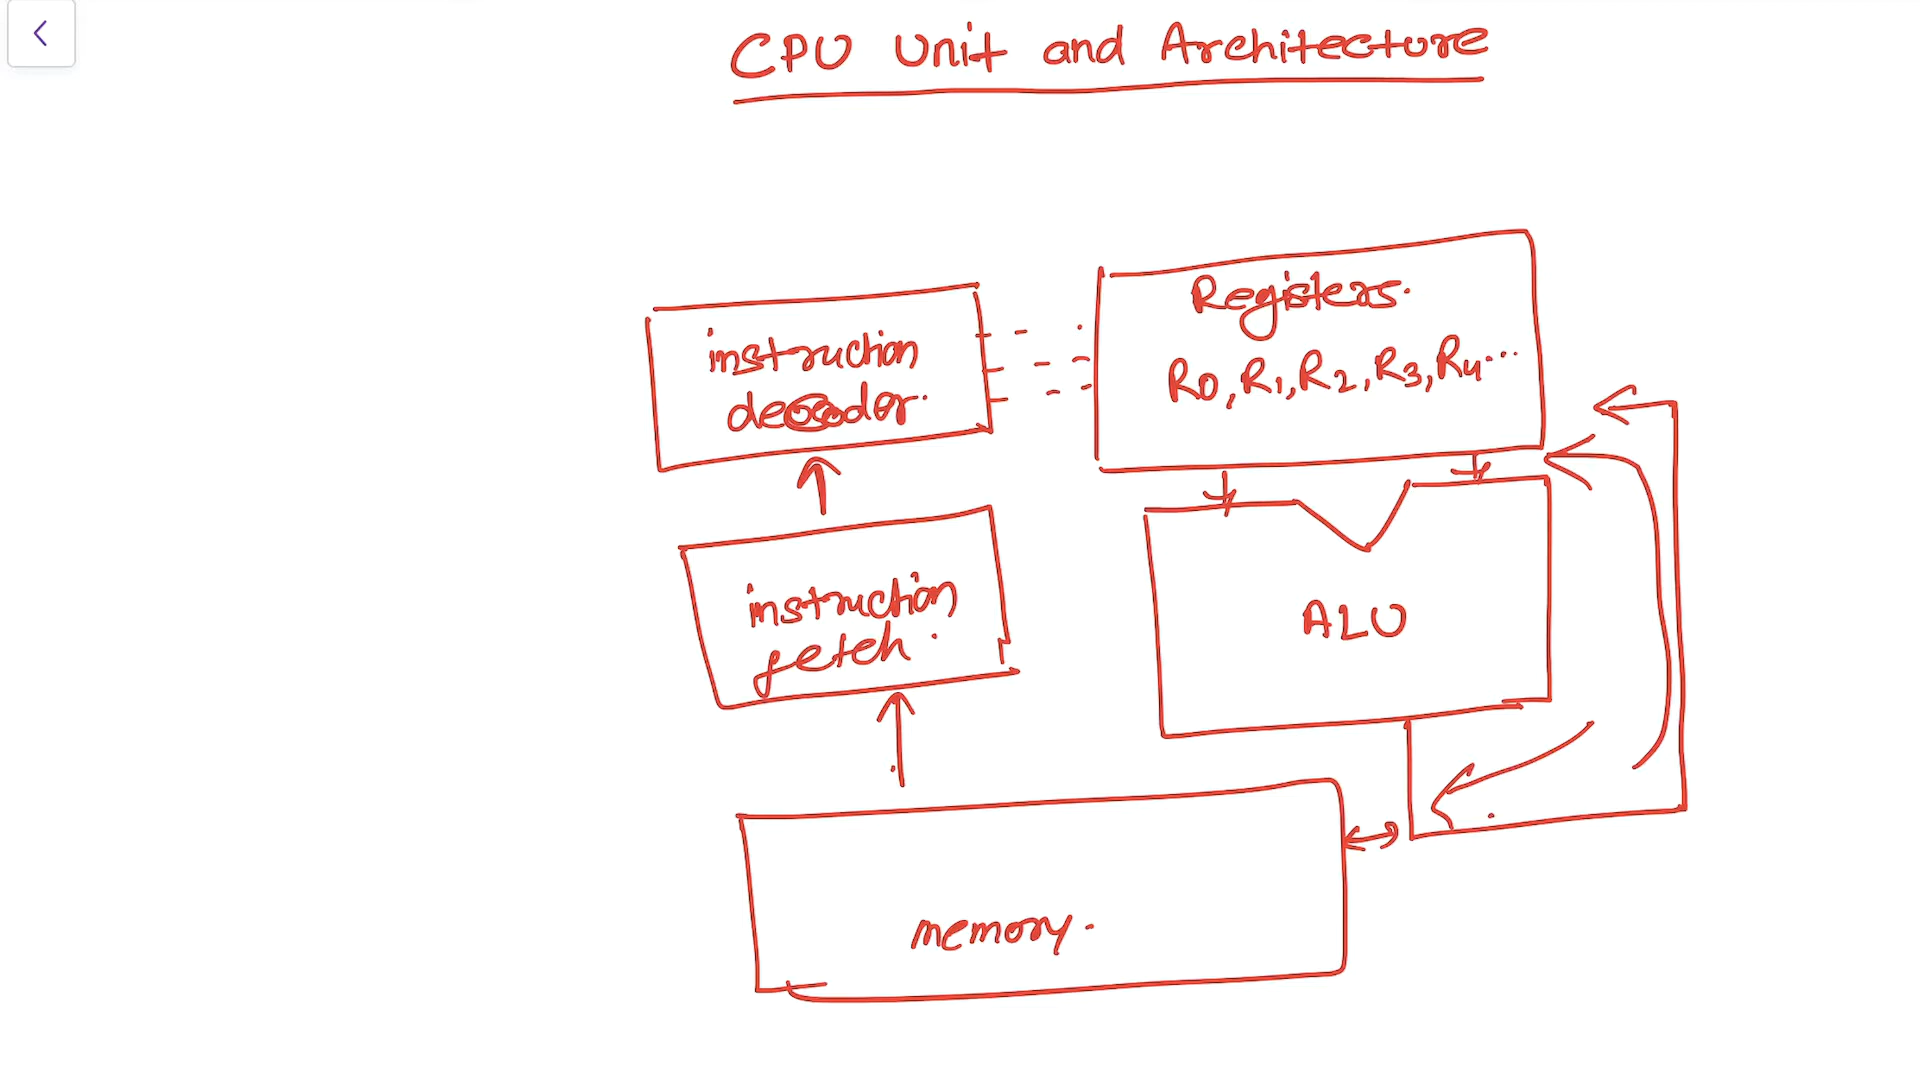 CPU Unit and Architecture
instruction
decoder.
Registers.
R0, R1, R2, R3, R4...
instruction
fetch.
ALU
memory.